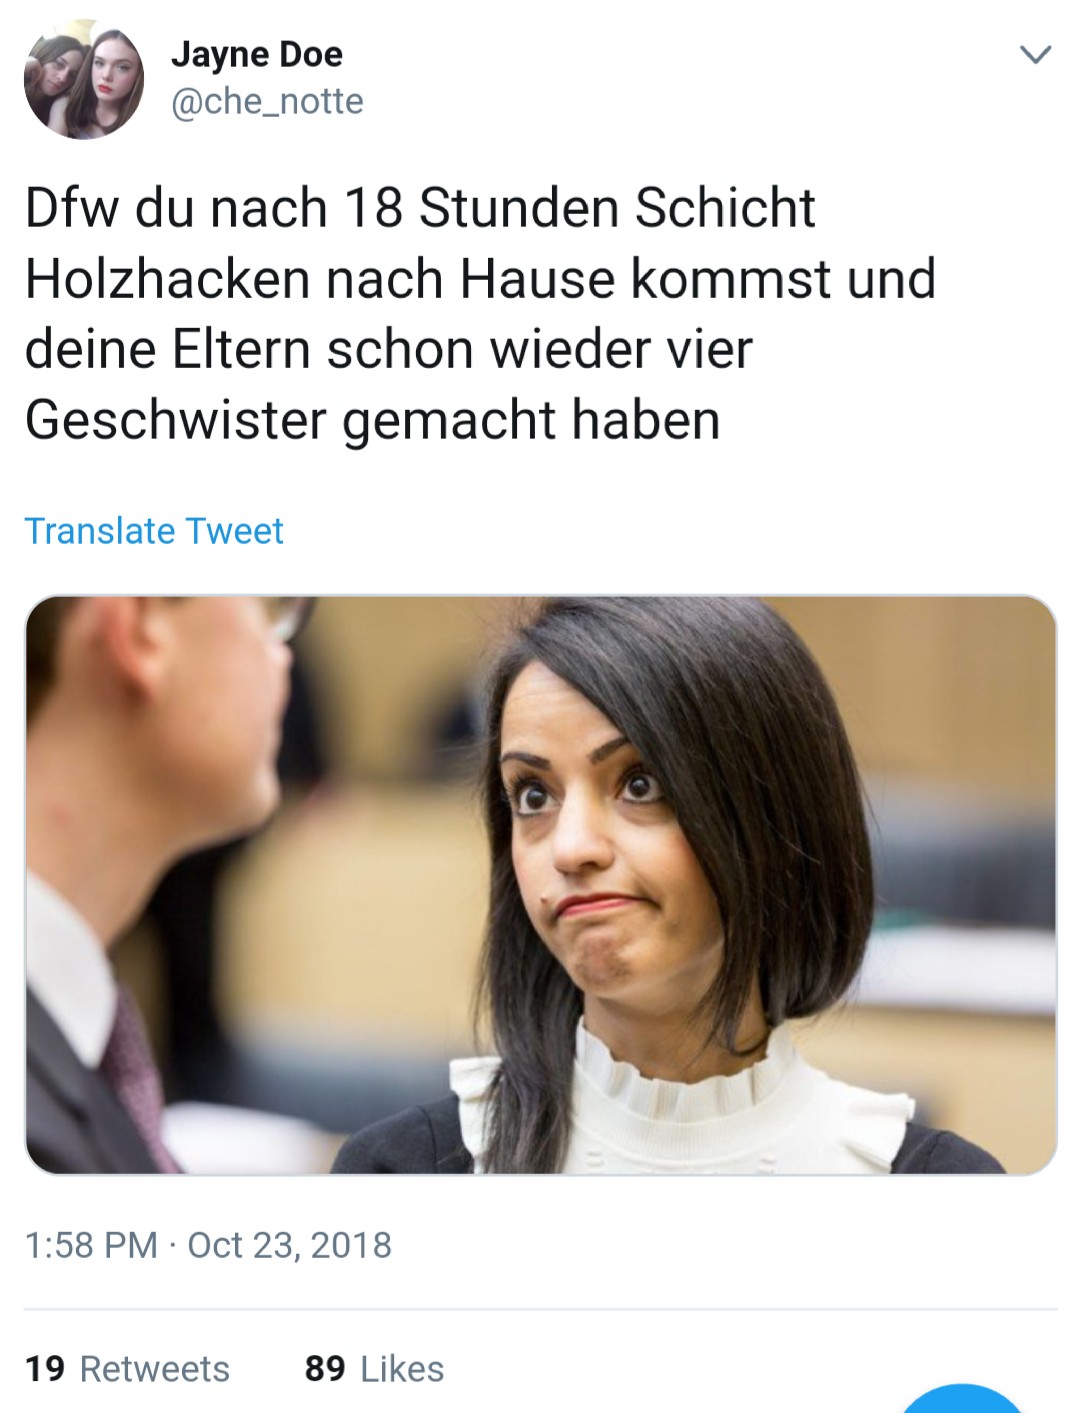 Jayne Doe
@che_notte
Dfw du nach 18 Stunden Schicht
Holzhacken nach Hause kommst und
deine Eltern schon wieder vier
Geschwister gemacht haben
Translate Tweet
1:58 PM · Oct 23, 2018
19 Retweets 89 Likes